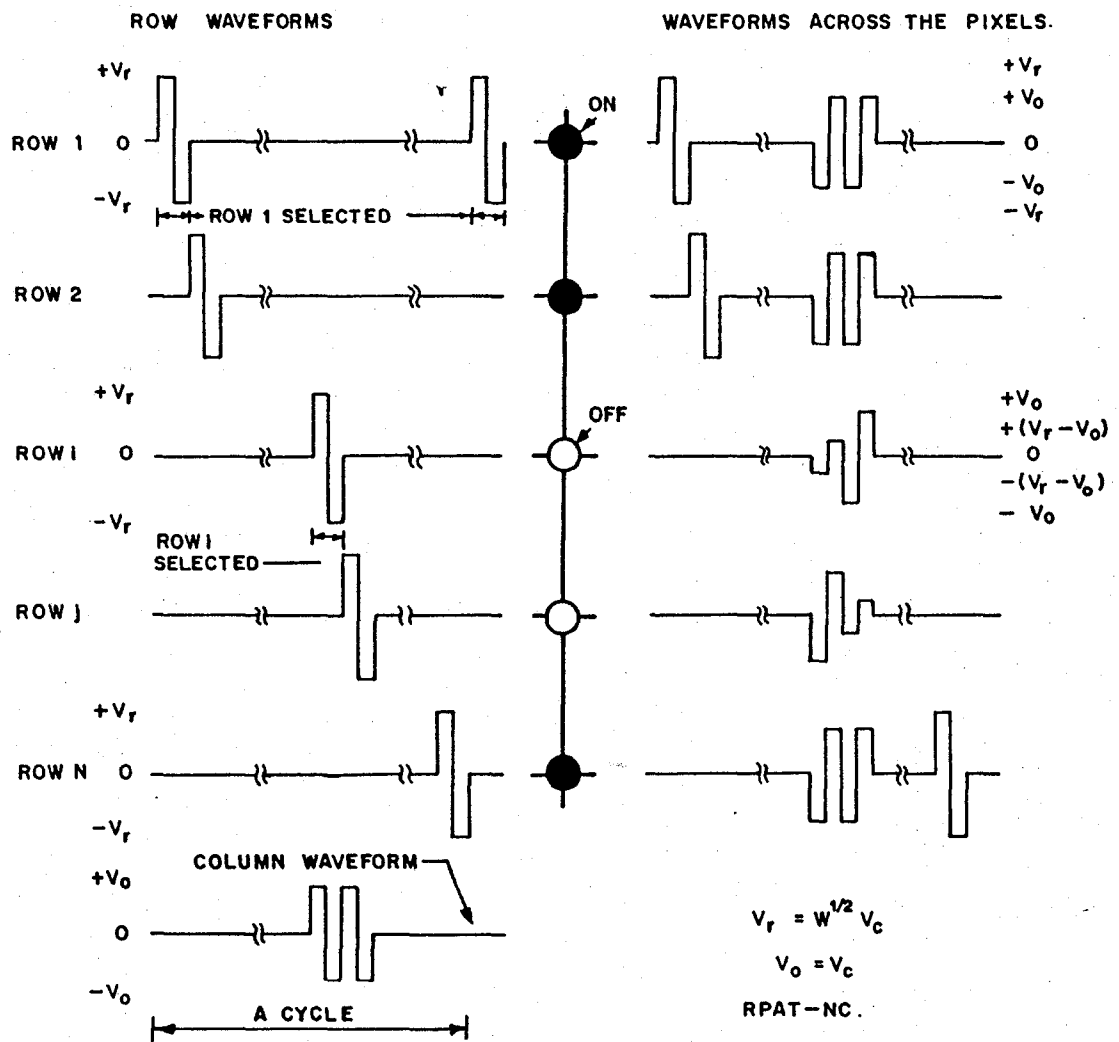 ROW WAVEFORMS
WAVEFORMS ACROSS THE PIXELS.
+Vr
ROW 1 0
-Vr
ROW 1 SELECTED
ON
+Vr
+Vo
0
-Vo
-Vr
ROW 2
+Vr
ROW i 0
-Vr
ROW i
SELECTED
OFF
+Vo
+(Vr-Vo)
0
-(Vr-Vo)
-Vo
ROW j
+Vr
ROW N 0
-Vr
COLUMN WAVEFORM
+Vo
0
-Vo
A CYCLE
Vr = W^1/2 Vc
Vo = Vc
RPAT-NC.